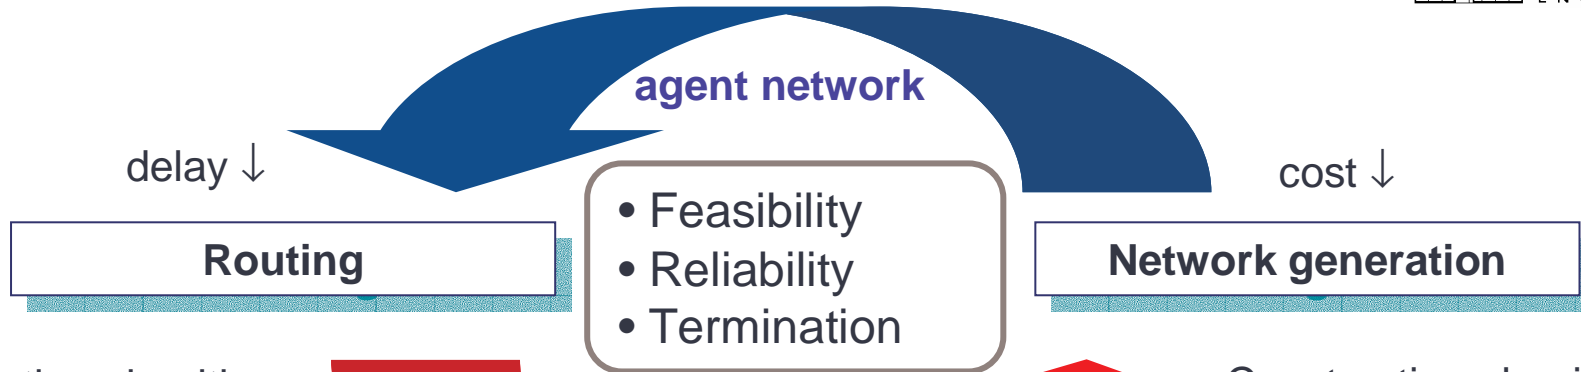 agent network
delay ↓
cost ↓
Routing
• Feasibility
• Reliability
• Termination
Network generation